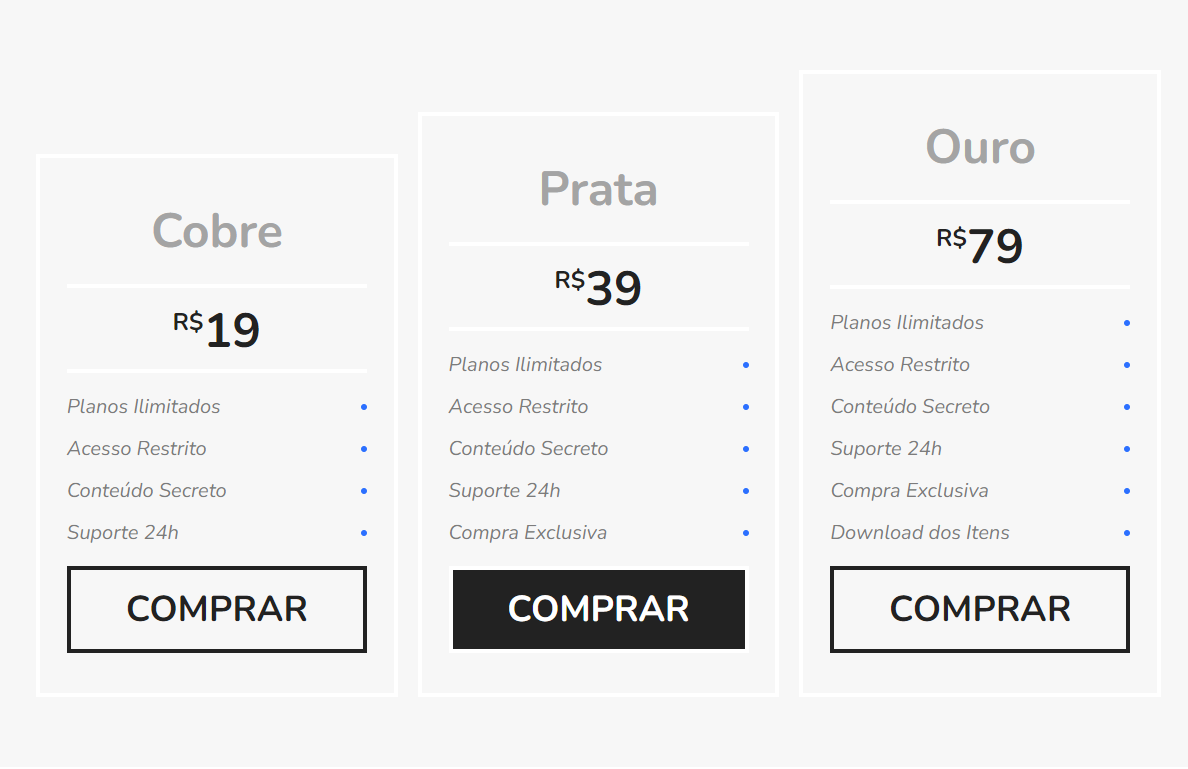 Cobre
R$19
Planos Ilimitados
Acesso Restrito
Conteúdo Secreto
Suporte 24h
COMPRAR
Prata
R$39
Planos Ilimitados
Acesso Restrito
Conteúdo Secreto
Suporte 24h
Compra Exclusiva
COMPRAR
Ouro
R$79
Planos Ilimitados
Acesso Restrito
Conteúdo Secreto
Suporte 24h
Compra Exclusiva
Download dos Itens
COMPRAR